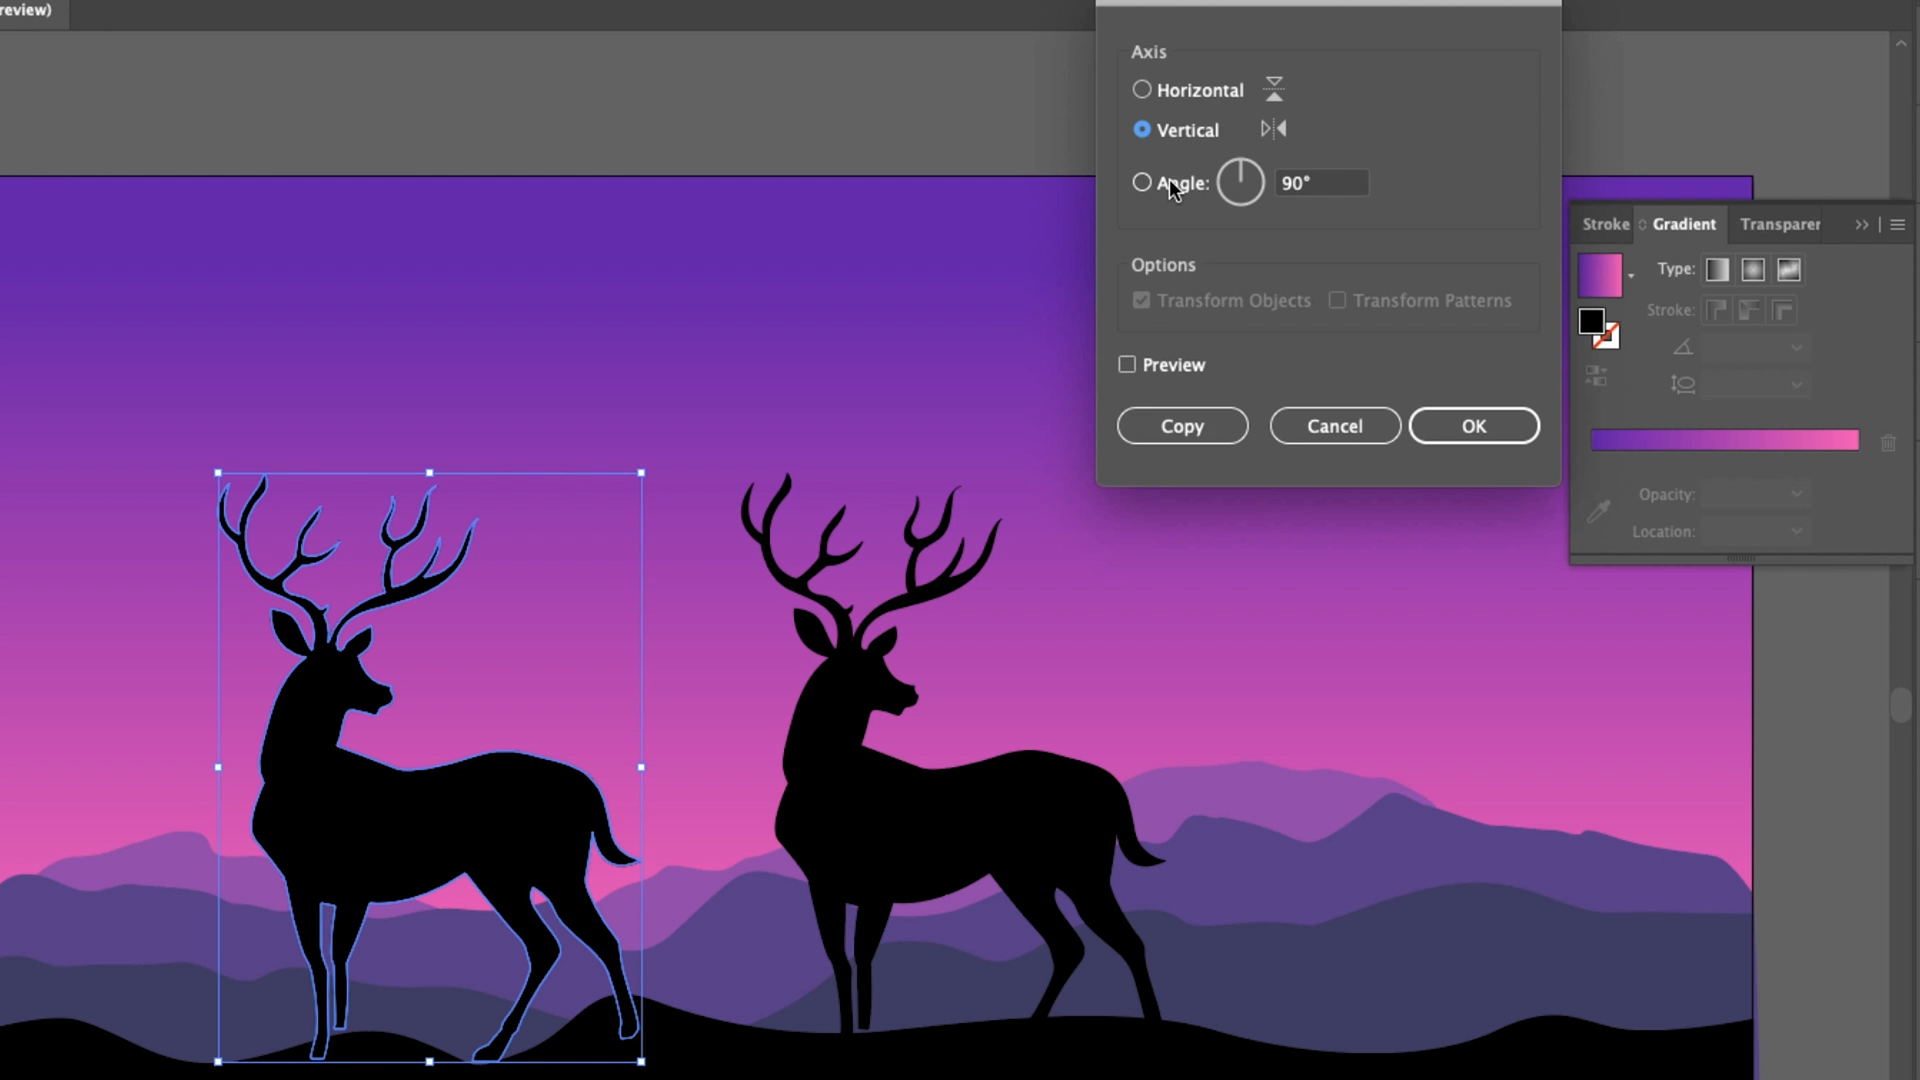 review)
Axis
Horizontal
Vertical
Angle: 90°
Options
Transform Objects Transform Patterns
Preview
Copy Cancel OK
Stroke Gradient Transparer
Type:
Stroke:
Opacity:
Location: